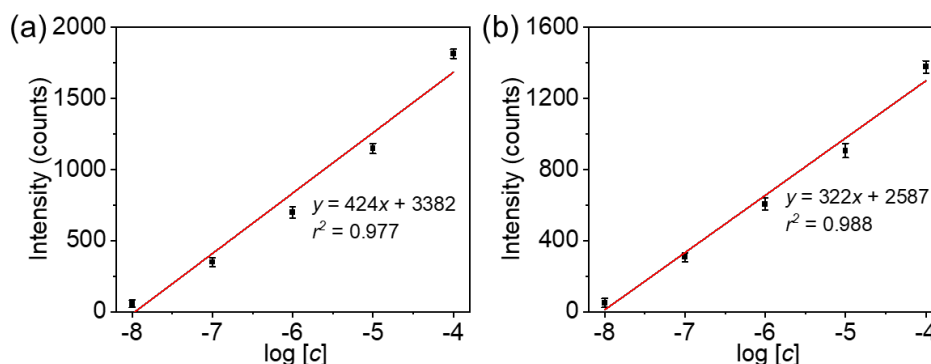 (a)
2000
1500
1000
500
0
Intensity (counts)
y = 424x + 3382
r² = 0.977
-8 -7 -6 -5 -4
log [c]
(b)
1600
1200
800
400
0
Intensity (counts)
y = 322x + 2587
r² = 0.988
-8 -7 -6 -5 -4
log [c]